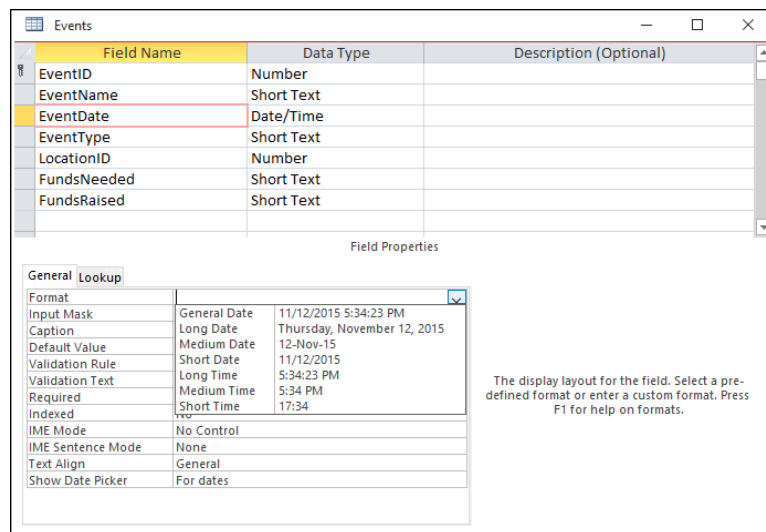 Events
Field Name Data Type Description (Optional)
EventID Number
EventName Short Text
EventDate Date/Time
EventType Short Text
LocationID Number
FundsNeeded Short Text
FundsRaised Short Text
Field Properties
General Lookup
Format
Input Mask General Date 11/12/2015 5:34:23 PM
Caption Long Date Thursday, November 12, 2015
Default Value Medium Date 12-Nov-15
Validation Rule Short Date 11/12/2015
Validation Text Long Time 5:34:23 PM
Required Medium Time 5:34 PM
Indexed Short Time 17:34
IME Mode No Control
IME Sentence Mode None
Text Align General
Show Date Picker For dates
The display layout for the field. Select a pre-
defined format or enter a custom format. Press
F1 for help on formats.